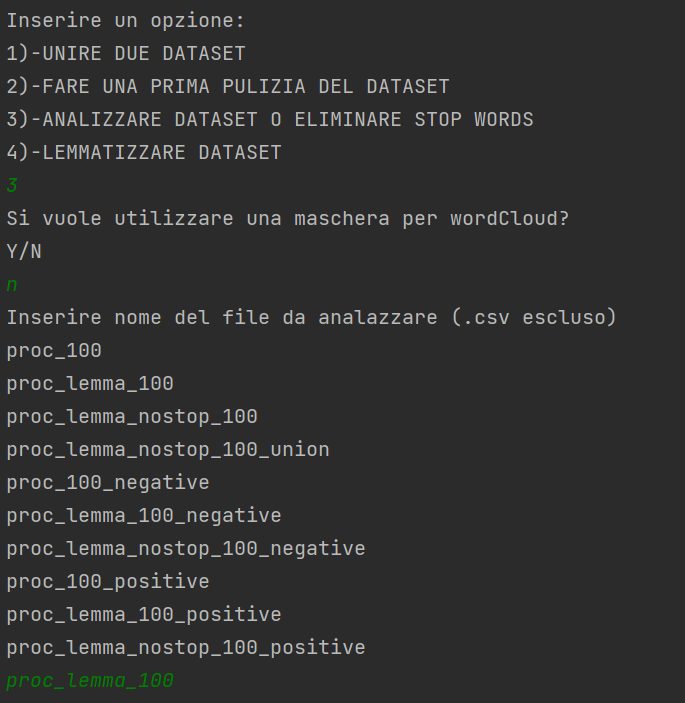 Inserire un opzione:
1)-UNIRE DUE DATASET
2)-FARE UNA PRIMA PULIZIA DEL DATASET
3)-ANALIZZARE DATASET O ELIMINARE STOP WORDS
4)-LEMMATIZZARE DATASET
3
Si vuole utilizzare una maschera per wordCloud?
Y/N
n
Inserire nome del file da analazzare (.csv escluso)
proc_100
proc_lemma_100
proc_lemma_nostop_100
proc_lemma_nostop_100_union
proc_100_negative
proc_lemma_100_negative
proc_lemma_nostop_100_negative
proc_100_positive
proc_lemma_100_positive
proc_lemma_nostop_100_positive
proc_lemma_100